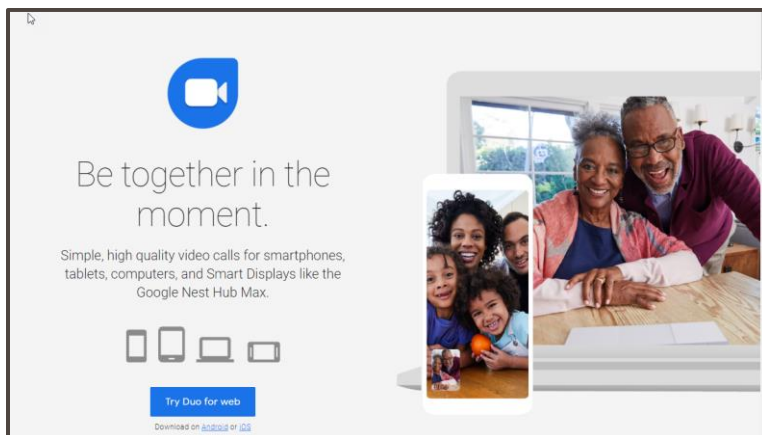 Be together in the
moment.
Simple, high quality video calls for smartphones,
tablets, computers, and Smart Displays like the
Google Nest Hub Max.
Try Duo for web
Download on Android or iOS